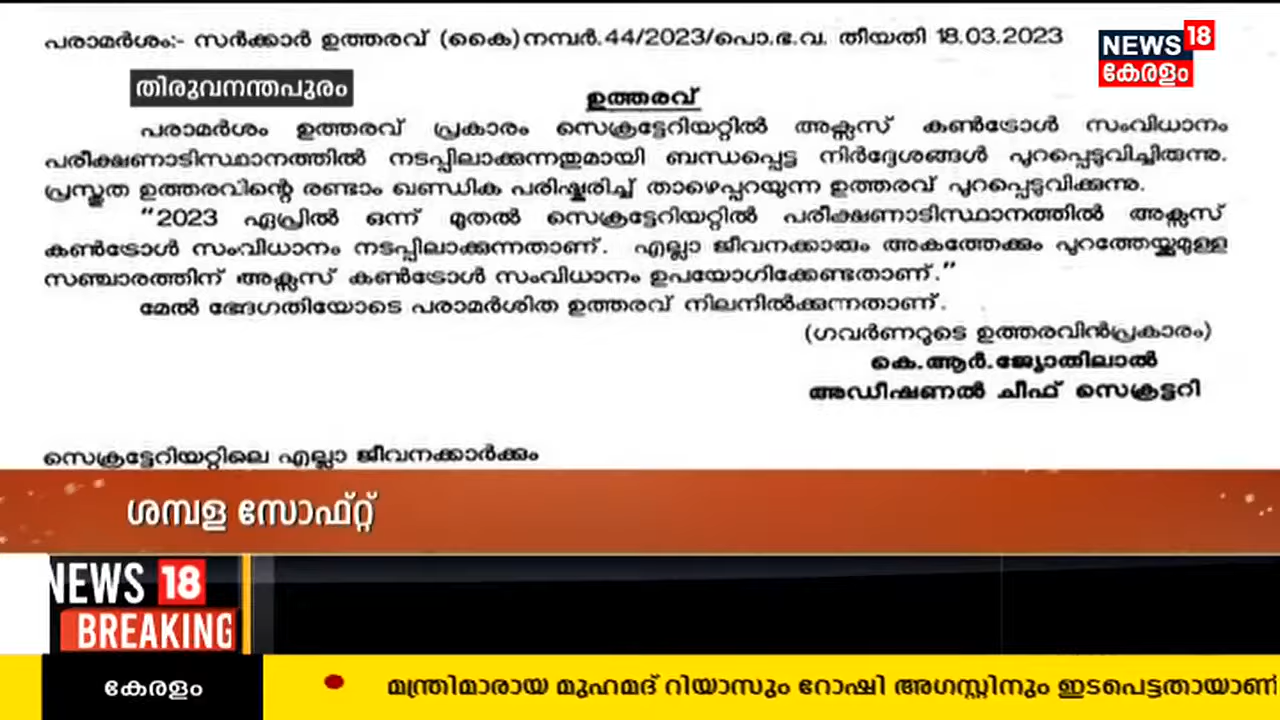 പരാമർശം:- സർക്കാർ ഉത്തരവ് (കൈ)നമ്പർ.44/2023/പൊ.ഭ.വ. തീയതി 18.03.2023
NEWS 18
കേരളം
തിരുവനന്തപുരം
ഉത്തരവ്
പരാമർശം ഉത്തരവ് പ്രകാരം സെക്രട്ടേറിയറ്റിൽ അക്സസ് കൺട്രോൾ സംവിധാനം
പരീക്ഷണാടിസ്ഥാനത്തിൽ നടപ്പിലാക്കുന്നതുമായി ബന്ധപ്പെട്ട നിർദ്ദേശങ്ങൾ പുറപ്പെടുവിച്ചിരുന്നു.
പ്രസ്തുത ഉത്തരവിന്റെ രണ്ടാം ഖണ്ഡിക പരിഷ്കരിച്ച് താഴെപ്പറയുന്ന ഉത്തരവ് പുറപ്പെടുവിക്കുന്നു.
"2023 ഏപ്രിൽ ഒന്ന് മുതൽ സെക്രട്ടേറിയറ്റിൽ പരീക്ഷണാടിസ്ഥാനത്തിൽ അക്സസ്
കൺട്രോൾ സംവിധാനം നടപ്പിലാക്കുന്നതാണ്. എല്ലാ ജീവനക്കാരും അകത്തേക്കും പുറത്തേയ്ക്കുമുള്ള
സഞ്ചാരത്തിന് അക്സസ് കൺട്രോൾ സംവിധാനം ഉപയോഗിക്കേണ്ടതാണ്."
മേൽ ഭേദഗതിയോടെ പരാമർശിത ഉത്തരവ് നിലനിൽക്കുന്നതാണ്.
(ഗവർണറുടെ ഉത്തരവിൻപ്രകാരം)
കെ.ആർ.ജ്യോതിലാൽ
അഡീഷണൽ ചീഫ് സെക്രട്ടറി
സെക്രട്ടേറിയറ്റിലെ എല്ലാ ജീവനക്കാർക്കും
ശമ്പള സോഫ്റ്റ്
NEWS 18
BREAKING
കേരളം
മന്ത്രിമാരായ മുഹമദ് റിയാസും റോഷി അഗസ്റ്റിനും ഇടപെട്ടതായാണ്